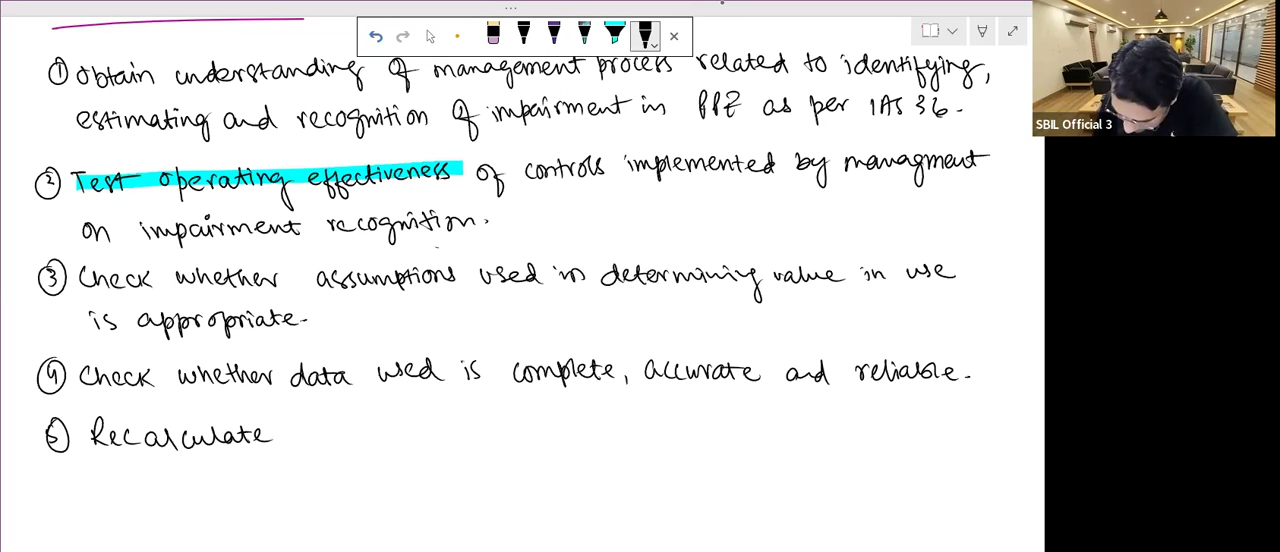 ① Obtain understanding of management process related to identifying,
estimating and recognition of impairment in PPE as per IAS 36.
② Test operating effectiveness of controls implemented by managment
on impairment recognition.
③ Check whether assumptions used in determining value in use
is appropriate.
④ Check whether data used is complete, accurate and reliable.
⑤ Recalculate
SBIL Official 3